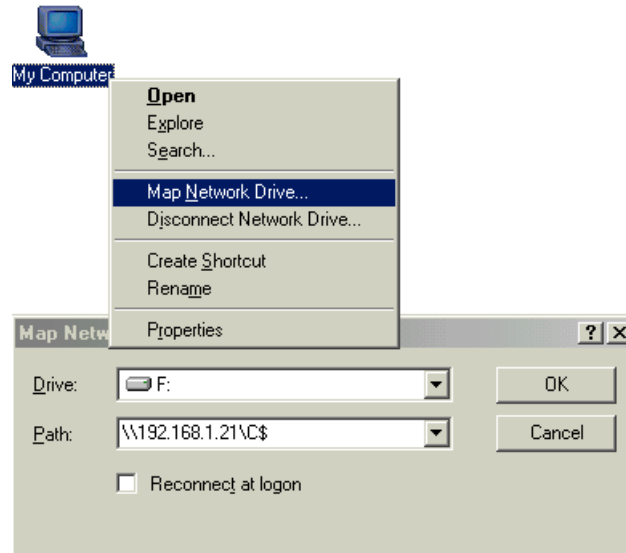 My Computer
Open
Explore
Search...
Map Network Drive...
Disconnect Network Drive...
Create Shortcut
Rename
Properties
Map Netw
Drive:
F:
OK
Path:
\\192.168.1.21\C$
Cancel
Reconnect at logon